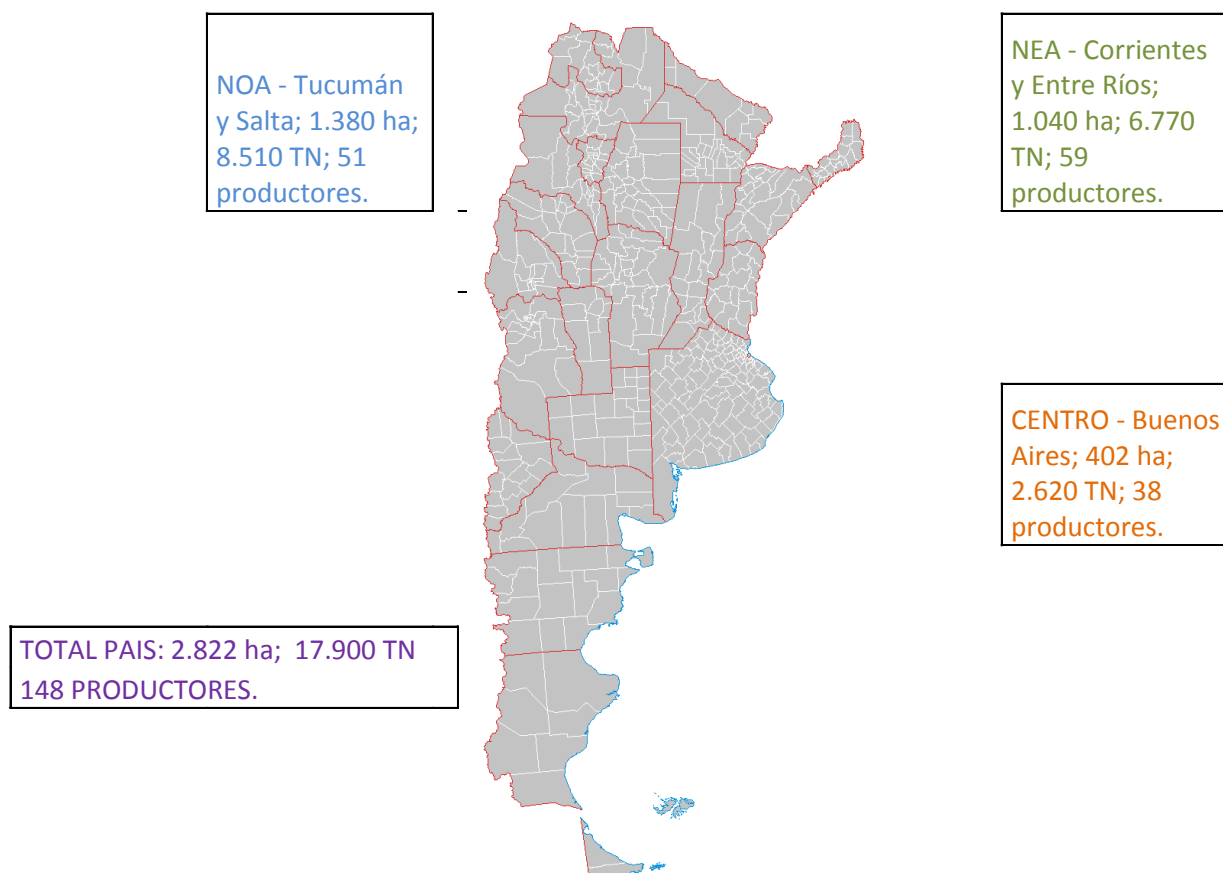 NOA - Tucumán
y Salta; 1.380 ha;
8.510 TN; 51
productores.
NEA - Corrientes
y Entre Ríos;
1.040 ha; 6.770
TN; 59
productores.
CENTRO - Buenos
Aires; 402 ha;
2.620 TN; 38
productores.
TOTAL PAIS: 2.822 ha; 17.900 TN
148 PRODUCTORES.